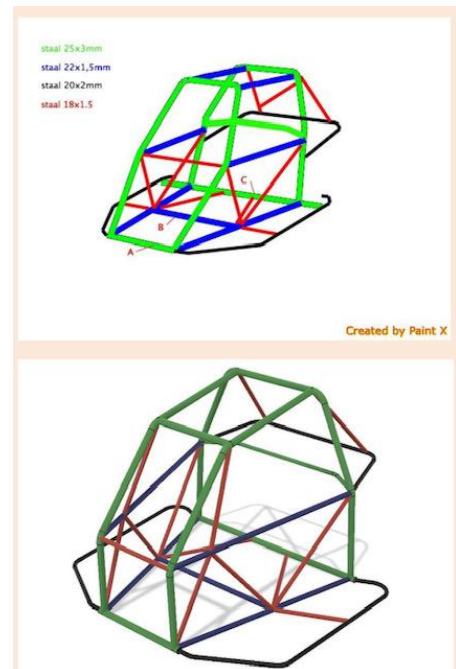 staal 25x3mm
staal 22x1,5mm
staal 20x2mm
staal 18x1.5
C
B
A
Created by Paint X